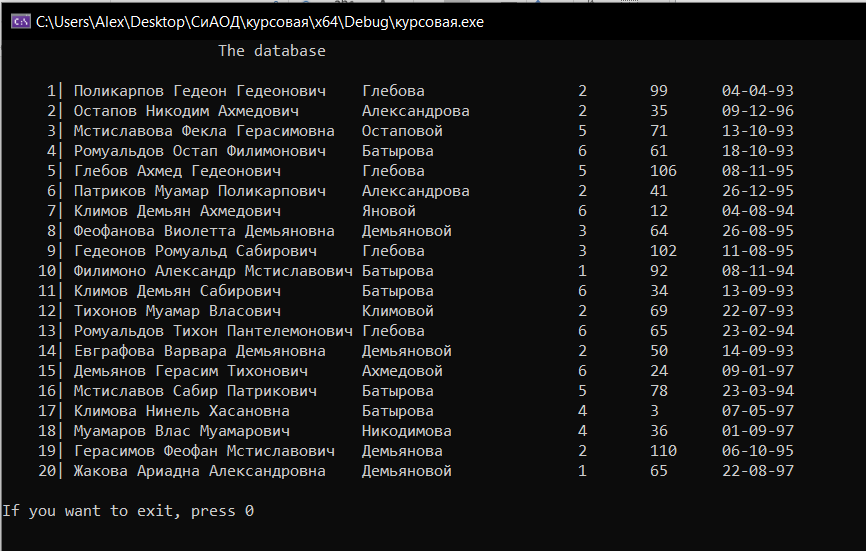 C:\Users\Alex\Desktop\СиАОД\курсовая\x64\Debug\курсовая.exe
The database
1| Поликарпов Гедеон Гедеонович Глебова 2 99 04-04-93
2| Остапов Никодим Ахмедович Александрова 2 35 09-12-96
3| Мстиславова Фекла Герасимовна Остаповой 5 71 13-10-93
4| Ромуальдов Остап Филимонович Батырова 6 61 18-10-93
5| Глебов Ахмед Гедеонович Глебова 5 106 08-11-95
6| Патриков Муамар Поликарпович Александрова 2 41 26-12-95
7| Климов Демьян Ахмедович Яновой 6 12 04-08-94
8| Феофанова Виолетта Демьяновна Демьяновой 3 64 26-08-95
9| Гедеонов Ромуальд Сабирович Глебова 3 102 11-08-95
10| Филимоно Александр Мстиславович Батырова 1 92 08-11-94
11| Климов Демьян Сабирович Батырова 6 34 13-09-93
12| Тихонов Муамар Власович Климовой 2 69 22-07-93
13| Ромуальдов Тихон Пантелемонович Глебова 6 65 23-02-94
14| Евграфова Варвара Демьяновна Демьяновой 2 50 14-09-93
15| Демьянов Герасим Тихонович Ахмедовой 6 24 09-01-97
16| Мстиславов Сабир Патрикович Батырова 5 78 23-03-94
17| Климова Нинель Хасановна Батырова 4 3 07-05-97
18| Муамаров Влас Муамарович Никодимова 4 36 01-09-97
19| Герасимов Феофан Мстиславович Демьянова 2 110 06-10-95
20| Жакова Ариадна Александровна Демьяновой 1 65 22-08-97
If you want to exit, press 0